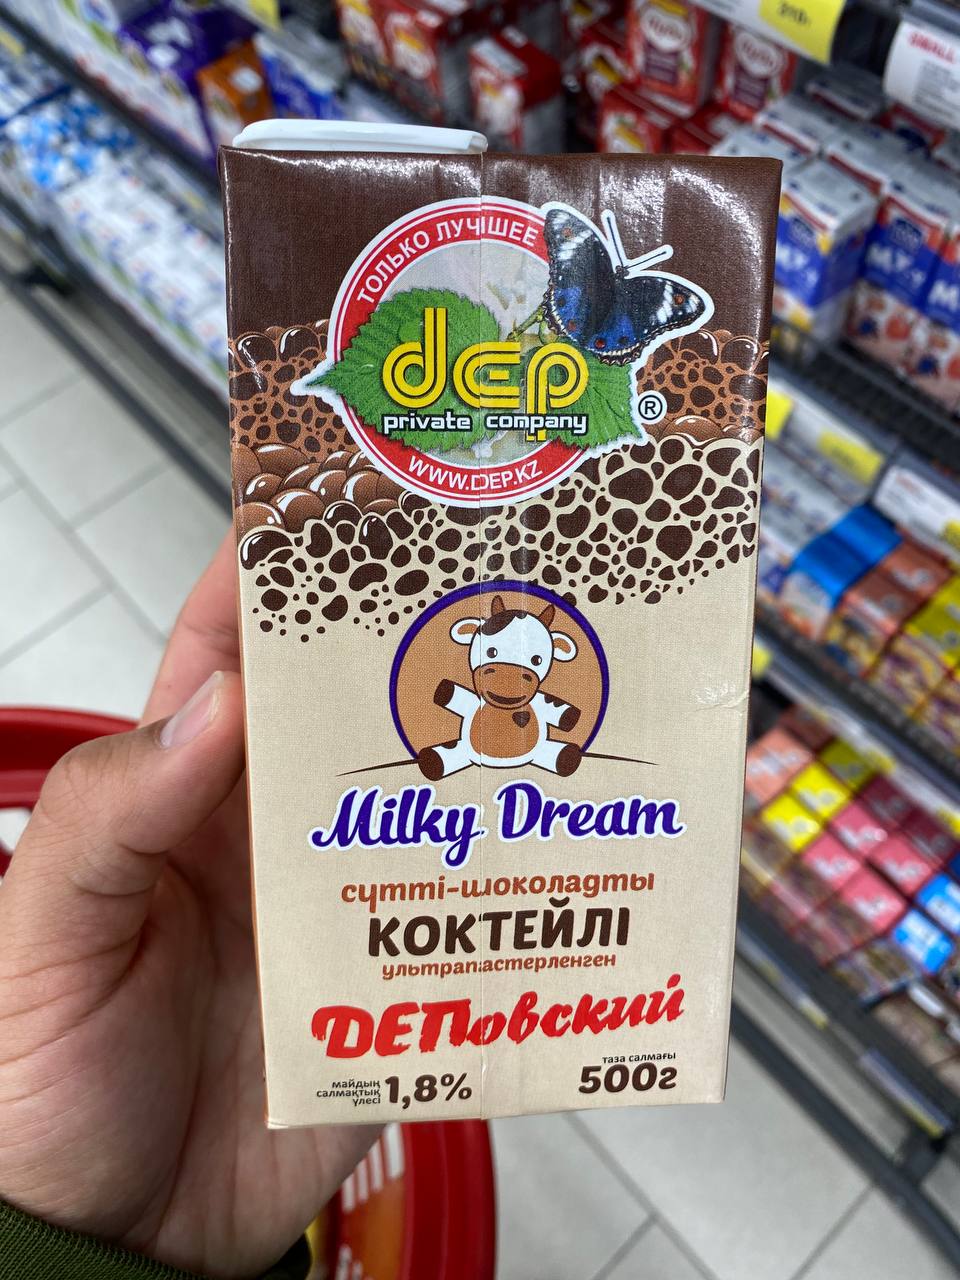 ТОЛЬКО ЛУЧШЕЕ
дер
private company
®
WWW.DEP.KZ
Milky Dream
сүтті-шоколадты
КОКТЕЙЛІ
ультрапастерленген
ДЕПовский
майдың
салмақтық
үлесі
1,8%
таза салмағы
500г